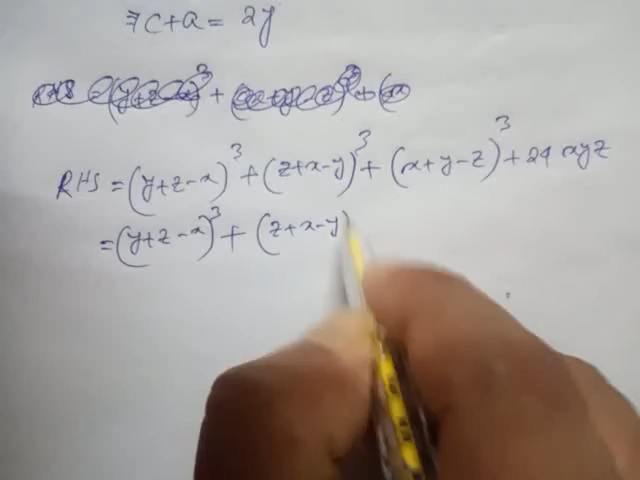 ⇒ C+a = 2y
RHS = (y+z-x)³ + (z+x-y)³ + (x+y-z)³ + 24 xyz
= (y+z-x)³ + (z+x-y)